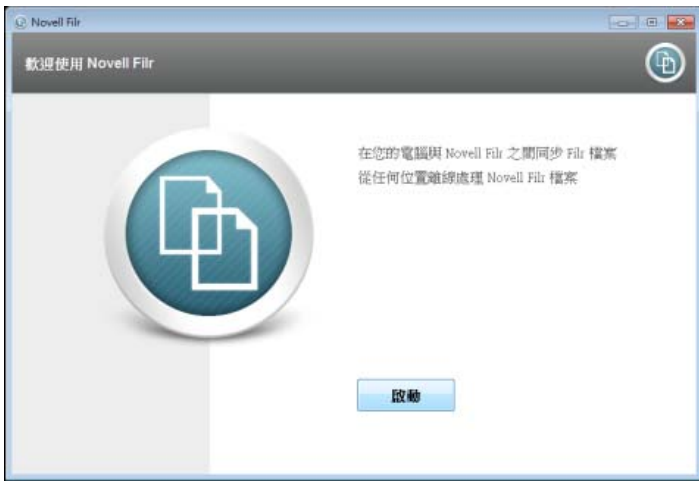 Novell Filr
歡迎使用 Novell Filr
在您的電腦與 Novell Filr 之間同步 Filr 檔案
從任何位置離線處理 Novell Filr 檔案
啟動